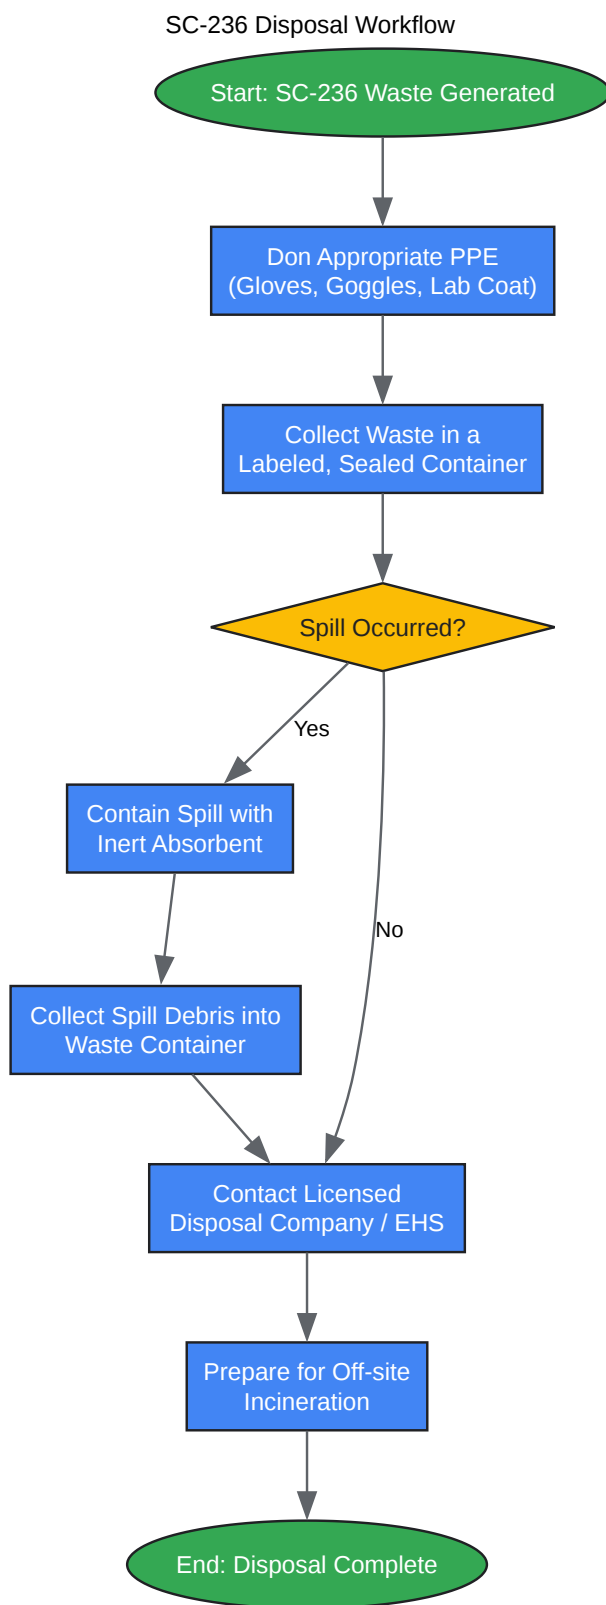 SC-236 Disposal Workflow
Start: SC-236 Waste Generated
Don Appropriate PPE
(Gloves, Goggles, Lab Coat)
Collect Waste in a
Labeled, Sealed Container
Spill Occurred?
Yes
Contain Spill with
Inert Absorbent
No
Collect Spill Debris into
Waste Container
Contact Licensed
Disposal Company / EHS
Prepare for Off-site
Incineration
End: Disposal Complete